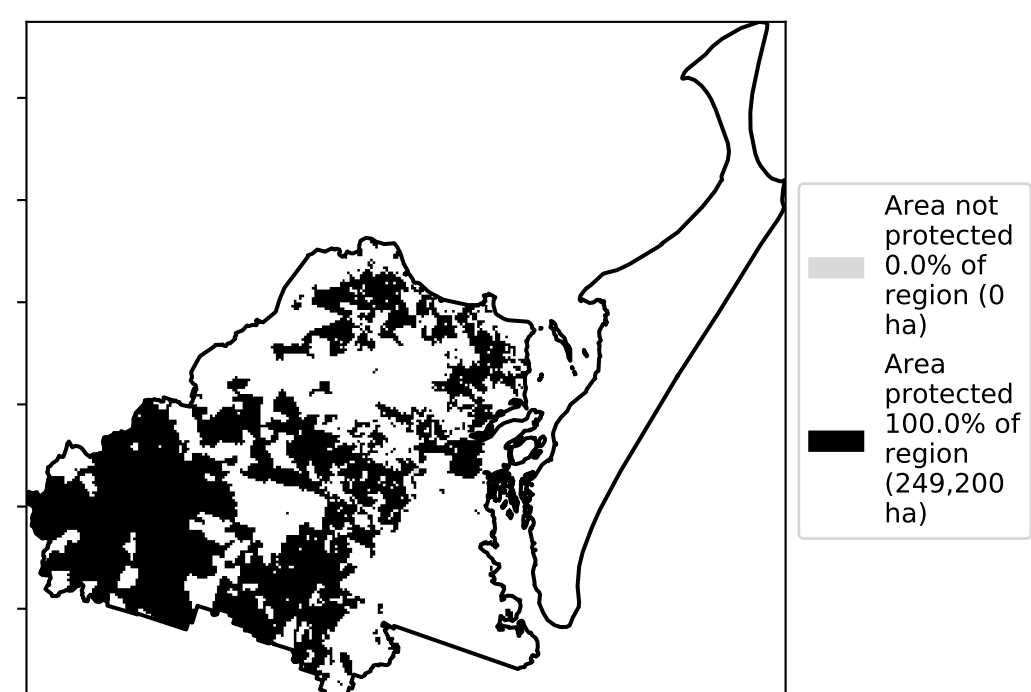 Area not
protected
0.0% of
region (0
ha)
Area
protected
100.0% of
region
(249,200
ha)